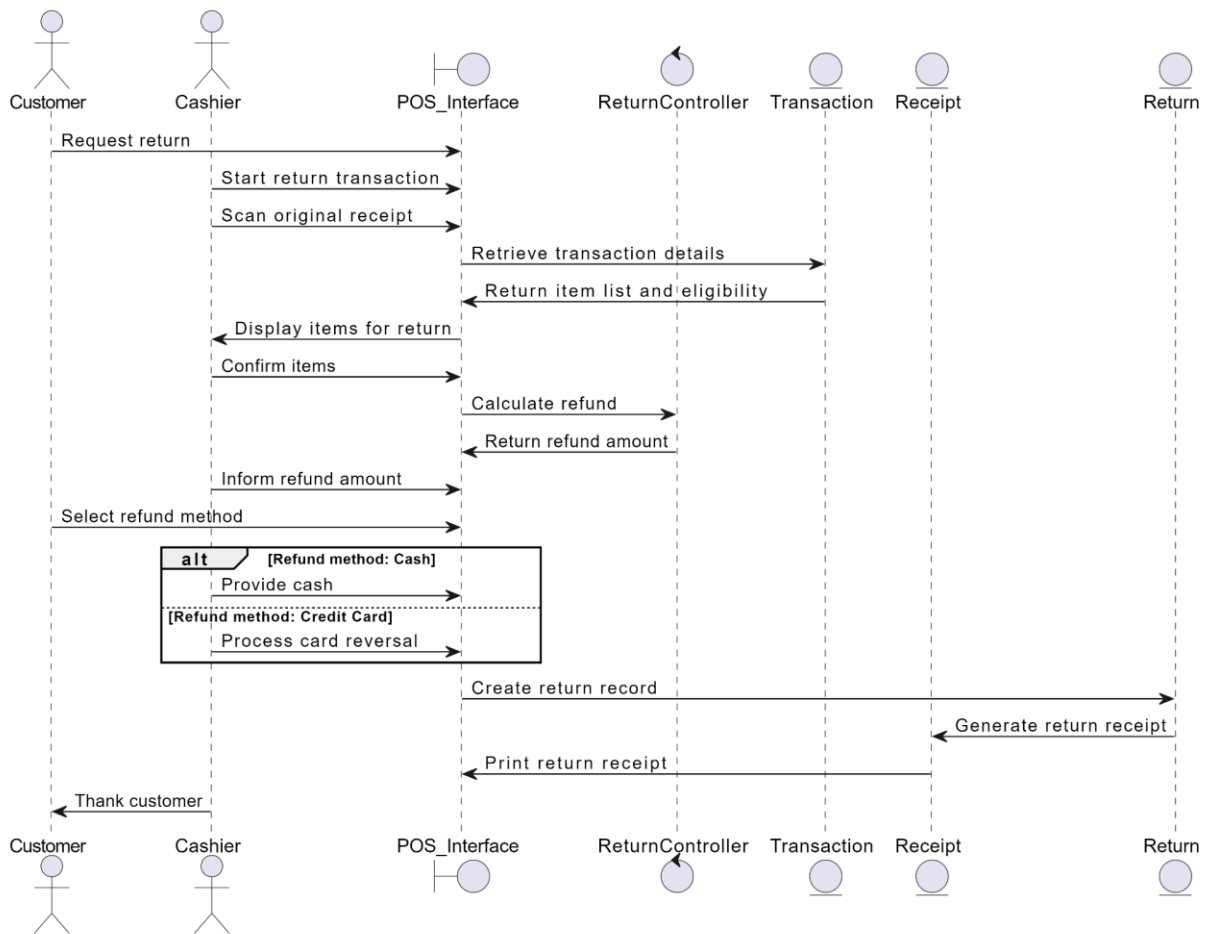 Customer
Cashier
POS_Interface
ReturnController
Transaction
Receipt
Return
Request return
Start return transaction
Scan original receipt
Retrieve transaction details
Return item list and eligibility
Display items for return
Confirm items
Calculate refund
Return refund amount
Inform refund amount
Select refund method
alt [Refund method: Cash]
Provide cash
[Refund method: Credit Card]
Process card reversal
Create return record
Generate return receipt
Print return receipt
Thank customer
Customer
Cashier
POS_Interface
ReturnController
Transaction
Receipt
Return